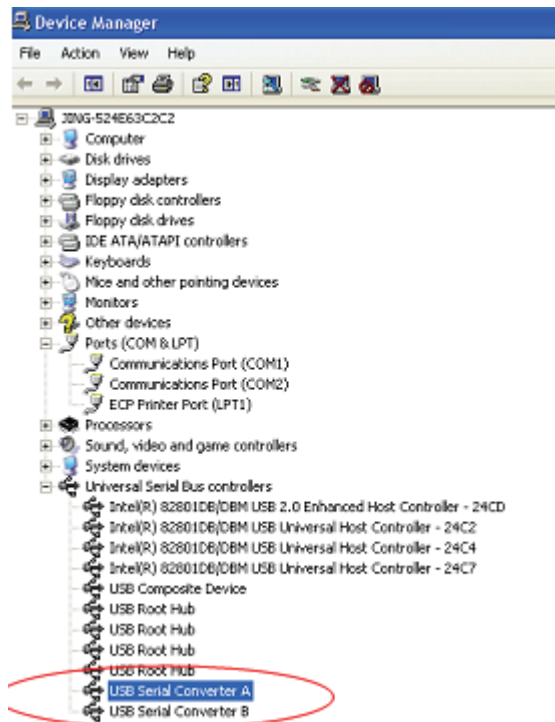 Device Manager
File Action View Help
JING-524E63C2C2
Computer
Disk drives
Display adapters
Floppy disk controllers
Floppy disk drives
IDE ATA/ATAPI controllers
Keyboards
Mice and other pointing devices
Monitors
Other devices
Ports (COM & LPT)
Communications Port (COM1)
Communications Port (COM2)
ECP Printer Port (LPT1)
Processors
Sound, video and game controllers
System devices
Universal Serial Bus controllers
Intel(R) 82801DB/DBM USB 2.0 Enhanced Host Controller - 24CD
Intel(R) 82801DB/DBM USB Universal Host Controller - 24C2
Intel(R) 82801DB/DBM USB Universal Host Controller - 24C4
Intel(R) 82801DB/DBM USB Universal Host Controller - 24C7
USB Composite Device
USB Root Hub
USB Root Hub
USB Root Hub
USB Root Hub
USB Serial Converter A
USB Serial Converter B